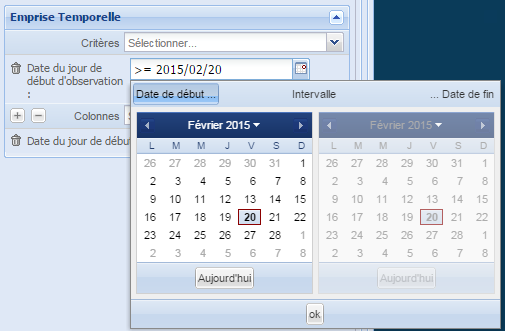 Emprise Temporelle
Critères Sélectionner...
Date du jour de début d'observation : >= 2015/02/20
Colonnes
Date du jour de débu
Date de début ... Intervalle ... Date de fin
Février 2015 Février 2015
L M M J V S D L M M J V S D
26 27 28 29 30 31 1 26 27 28 29 30 31 1
2 3 4 5 6 7 8 2 3 4 5 6 7 8
9 10 11 12 13 14 15 9 10 11 12 13 14 15
16 17 18 19 20 21 22 16 17 18 19 20 21 22
23 24 25 26 27 28 1 23 24 25 26 27 28 1
2 3 4 5 6 7 8 2 3 4 5 6 7 8
Aujourd'hui Aujourd'hui
ok